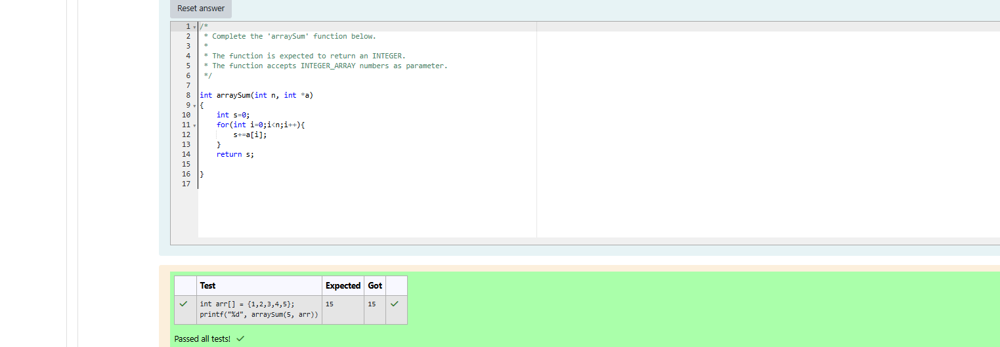 Reset answer
1 /*
2  * Complete the 'arraySum' function below.
3  *
4  * The function is expected to return an INTEGER.
5  * The function accepts INTEGER_ARRAY numbers as parameter.
6  */
7
8 int arraySum(int n, int *a)
9 {
10     int s=0;
11     for(int i=0;i<n;i++){
12         s+=a[i];
13     }
14     return s;
15
16 }
17
Test Expected Got
int arr[] = {1,2,3,4,5}; 15 15
printf("%d", arraySum(5, arr))
Passed all tests!